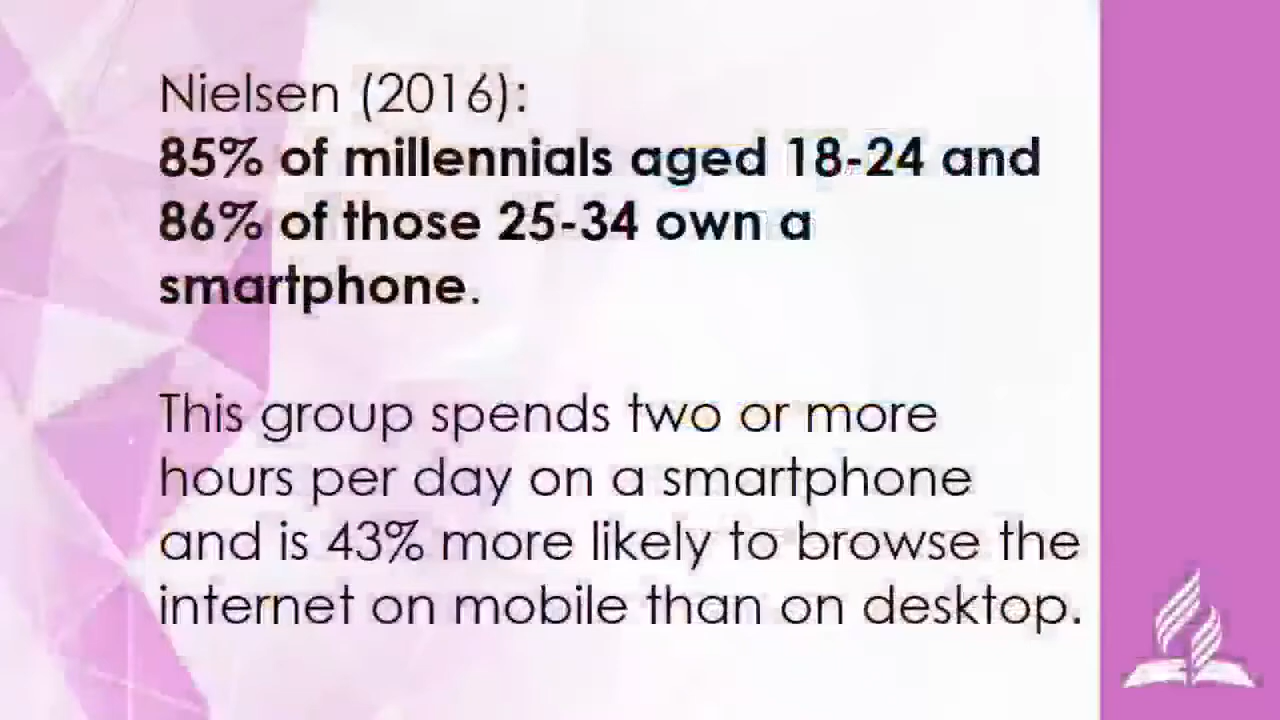 Nielsen (2016):
85% of millennials aged 18-24 and
86% of those 25-34 own a
smartphone.
This group spends two or more
hours per day on a smartphone
and is 43% more likely to browse the
internet on mobile than on desktop.